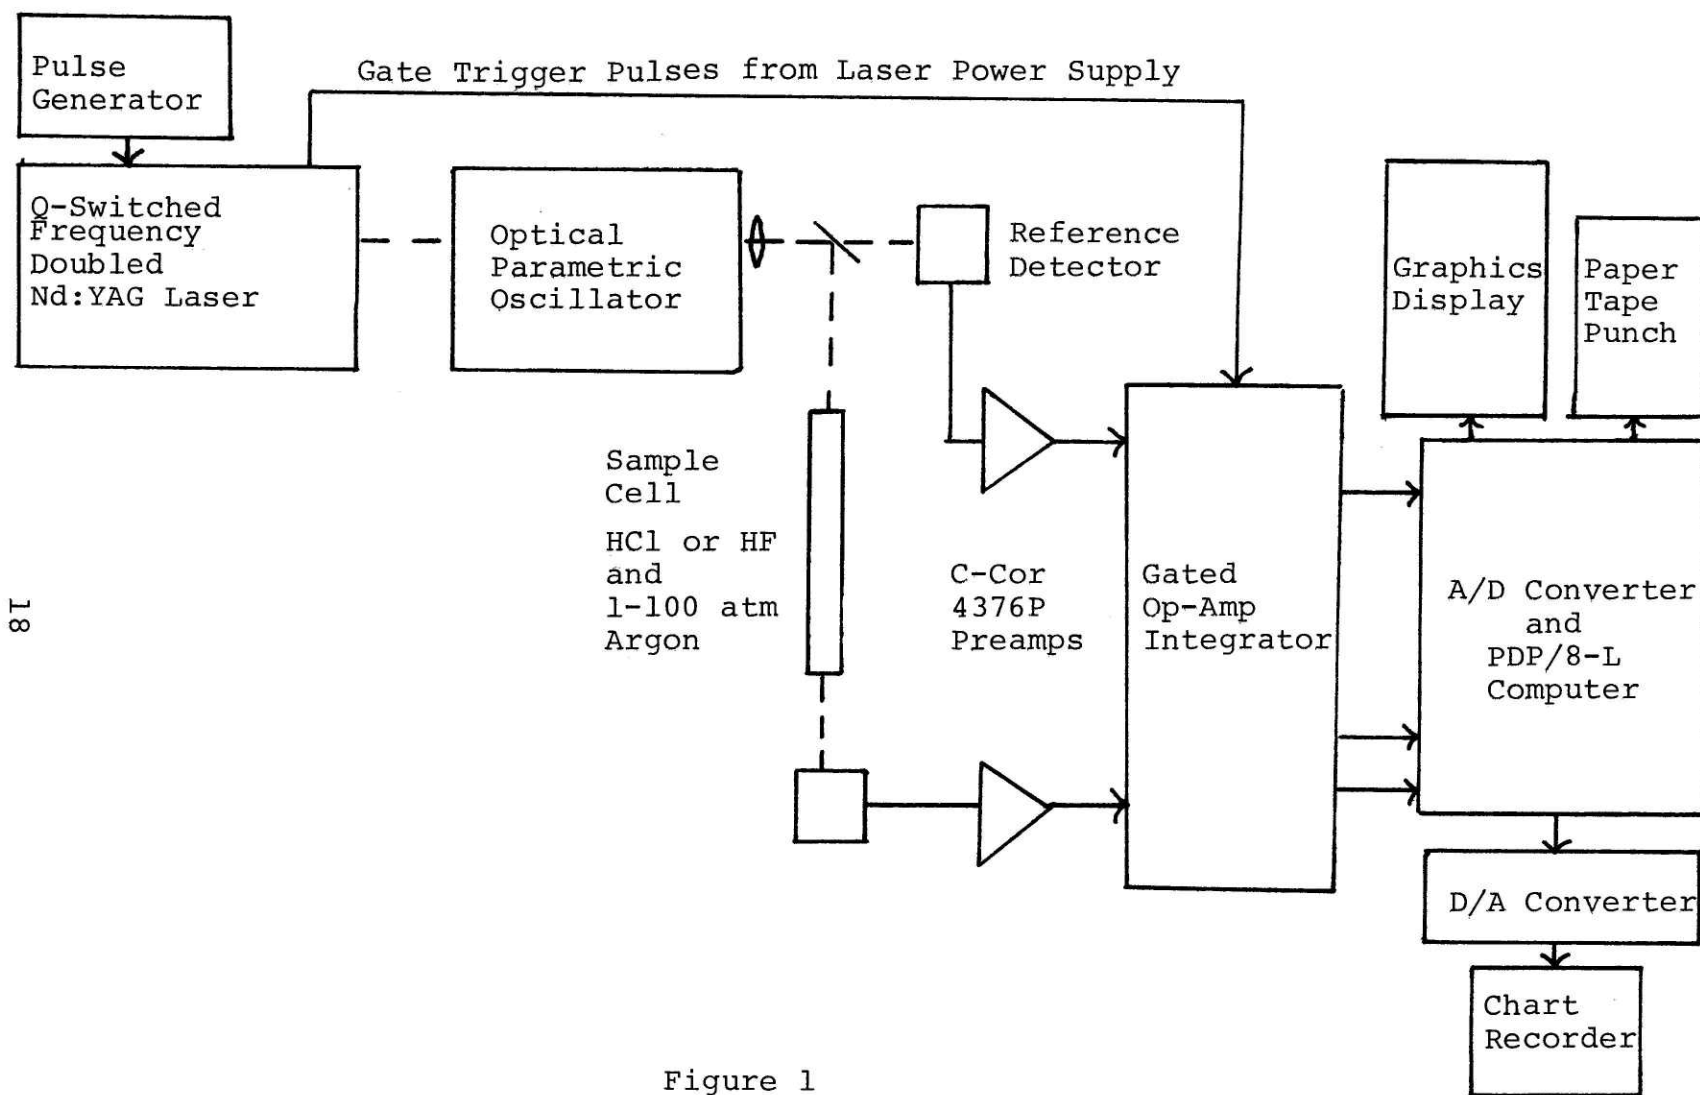 Pulse
Generator
Gate Trigger Pulses from Laser Power Supply
Q-Switched
Frequency
Doubled
Nd:YAG Laser
Optical
Parametric
Oscillator
Reference
Detector
Graphics
Display
Paper
Tape
Punch
Sample
Cell
HCl or HF
and
1-100 atm
Argon
C-Cor
4376P
Preamps
Gated
Op-Amp
Integrator
A/D Converter
and
PDP/8-L
Computer
D/A Converter
Chart
Recorder
18
Figure 1